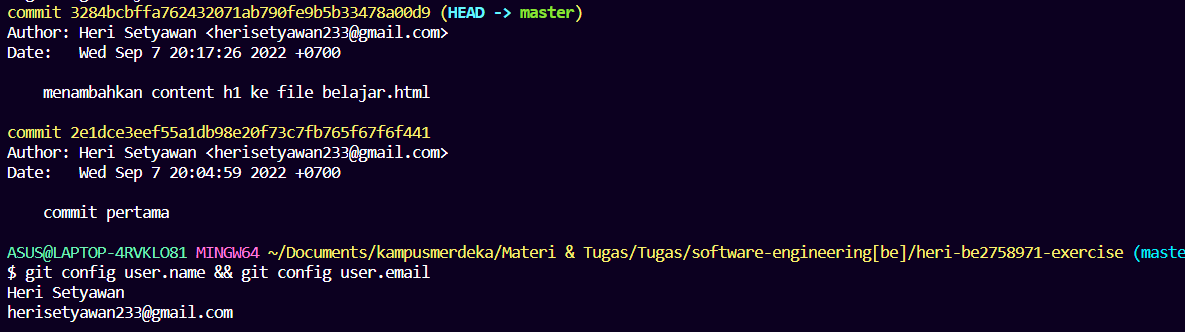 commit 3284bcbffa762432071ab790fe9b5b33478a00d9 (HEAD -> master)
Author: Heri Setyawan <herisetyawan233@gmail.com>
Date:   Wed Sep 7 20:17:26 2022 +0700
    menambahkan content h1 ke file belajar.html
commit 2e1dce3eef55a1db98e20f73c7fb765f67f6f441
Author: Heri Setyawan <herisetyawan233@gmail.com>
Date:   Wed Sep 7 20:04:59 2022 +0700
    commit pertama
ASUS@LAPTOP-4RVKLO81 MINGW64 ~/Documents/kampusmerdeka/Materi & Tugas/Tugas/software-engineering[be]/heri-be2758971-exercise (maste
$ git config user.name && git config user.email
Heri Setyawan
herisetyawan233@gmail.com